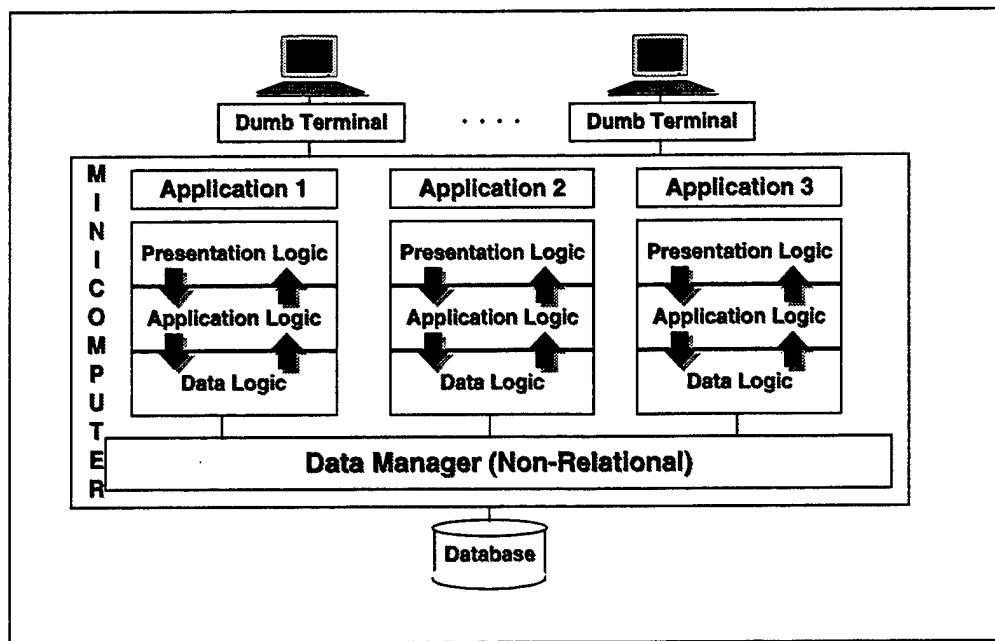 Dumb Terminal
. . . .
Dumb Terminal
MINICOMPUTER
Application 1
Application 2
Application 3
Presentation Logic
Presentation Logic
Presentation Logic
Application Logic
Application Logic
Application Logic
Data Logic
Data Logic
Data Logic
Data Manager (Non-Relational)
Database